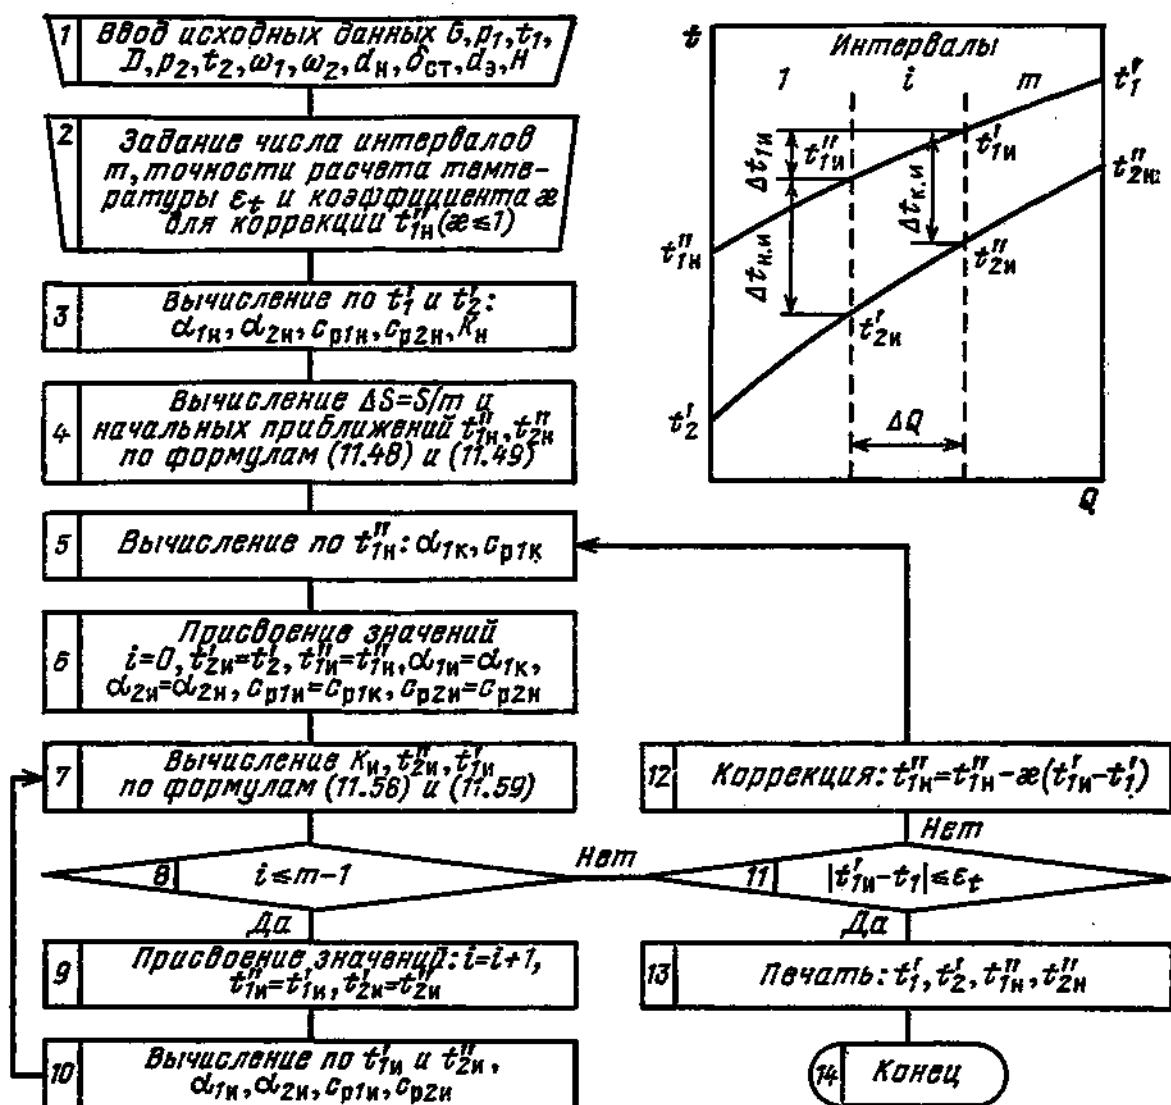 1
Ввод исходных данных G, p₁, t₁,
D, p₂, t₂, ω₁, ω₂, dн, δст, dэ, H
2
Задание числа интервалов
m, точности расчета темпе-
ратуры εt и коэффициента æ
для коррекции t″₁н (æ≤1)
3
Вычисление по t′₁ и t′₂:
α₁н, α₂н, cp1н, cp2н, Kн
4
Вычисление ΔS=S/m и
начальных приближений t″₁н, t″₂н
по формулам (11.48) и (11.49)
5
Вычисление по t″₁н: α₁к, cp1к
6
Присвоение значений
i=0, t′₂и=t′₂, t″₁и=t″₁н, α₁и=α₁к,
α₂и=α₂н, cp1и=cp1к, cp2и=cp2н
7
Вычисление Kи, t″₂и, t′₁и
по формулам (11.56) и (11.59)
8
i≤m-1
Нет
Да
9
Присвоение значений: i=i+1,
t″₁и=t′₁и, t′₂и=t″₂и
10
Вычисление по t′₁и и t″₂и,
α₁и, α₂и, cp1и, cp2и
t
Интервалы
1
i
m
t′₁
Δt₁и
t″₁и
t′₁и
Δtк.и
t″₂н
t″₁н
Δtн.и
t″₂и
t′₂и
t′₂
ΔQ
Q
12
Коррекция: t″₁н=t″₁н-æ(t′₁и-t′₁)
Нет
11
|t′₁и-t₁|≤εt
Да
13
Печать: t′₁, t′₂, t″₁н, t″₂н
14
Конец